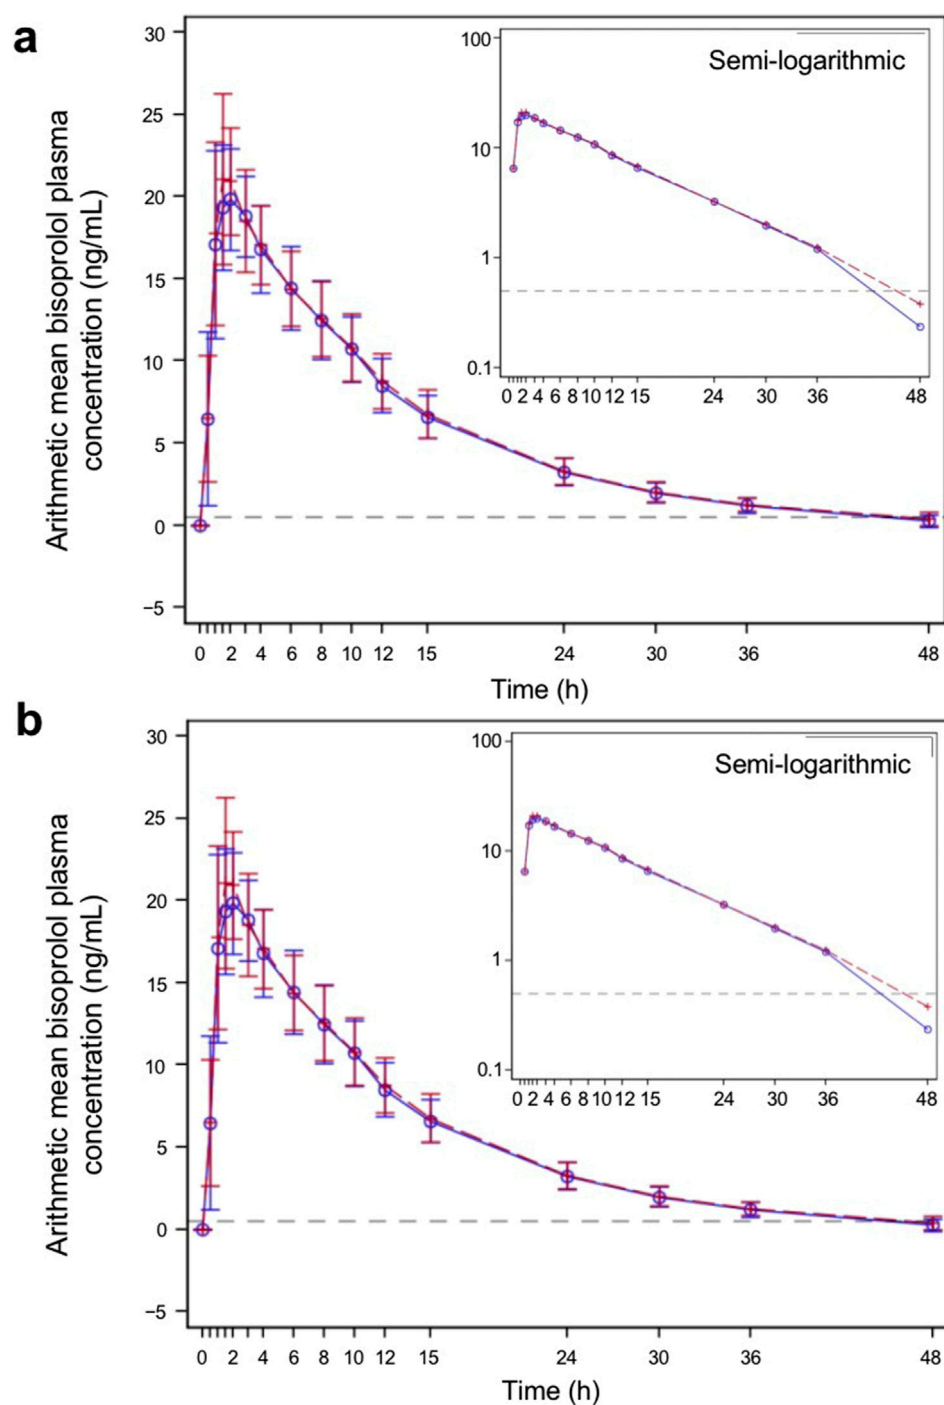 a
Arithmetic mean bisoprolol plasma
concentration (ng/mL)
30
25
20
15
10
5
0
−5
Semi-logarithmic
100
10
1
0.1
0 2 4 6 8 10 12 15 24 30 36 48
0 2 4 6 8 10 12 15 24 30 36 48
Time (h)
b
Arithmetic mean bisoprolol plasma
concentration (ng/mL)
30
25
20
15
10
5
0
−5
Semi-logarithmic
100
10
1
0.1
0 2 4 6 8 10 12 15 24 30 36 48
0 2 4 6 8 10 12 15 24 30 36 48
Time (h)